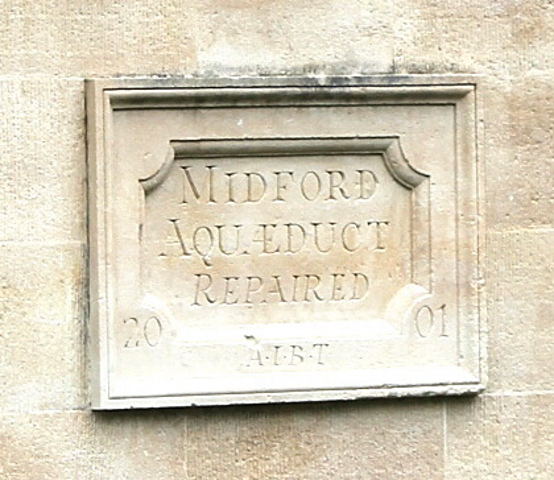 MIDFORD
AQUÆDUCT
REPAIRED
20 01
A·I·B·T